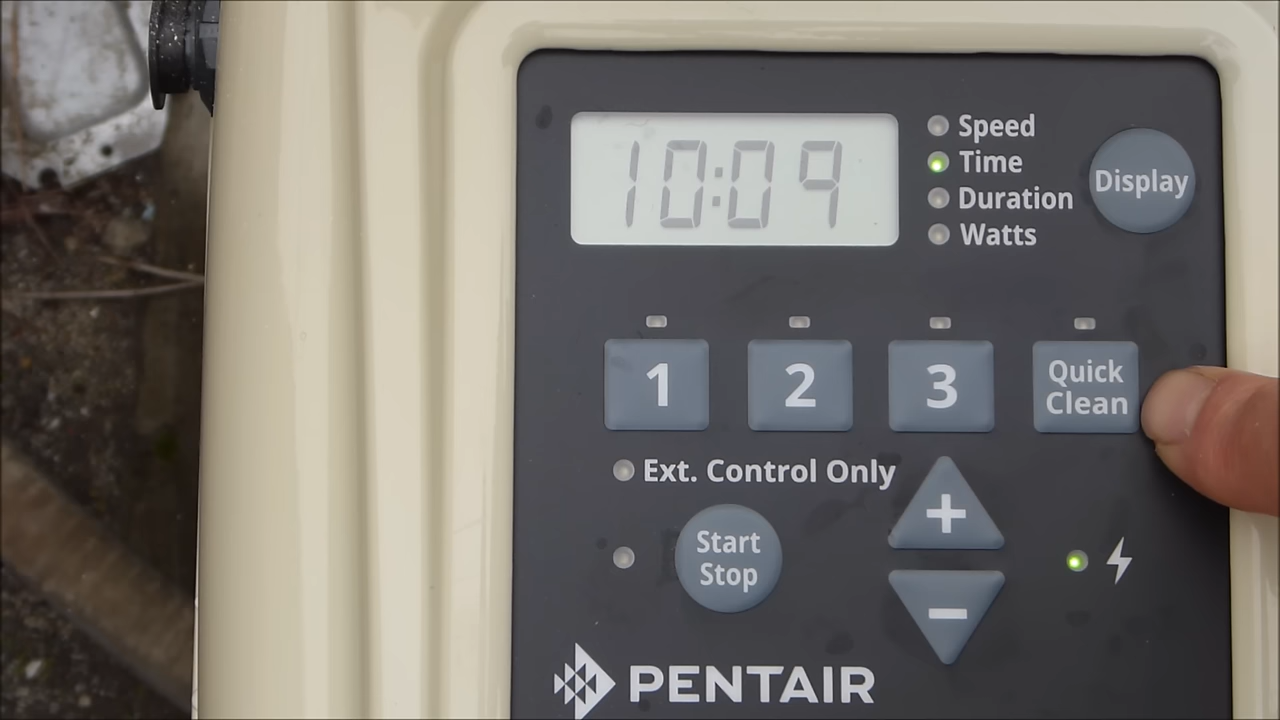 10:09
Speed
Time
Duration
Watts
Display
1
2
3
Quick
Clean
Ext. Control Only
+
Start
Stop
-
PENTAIR